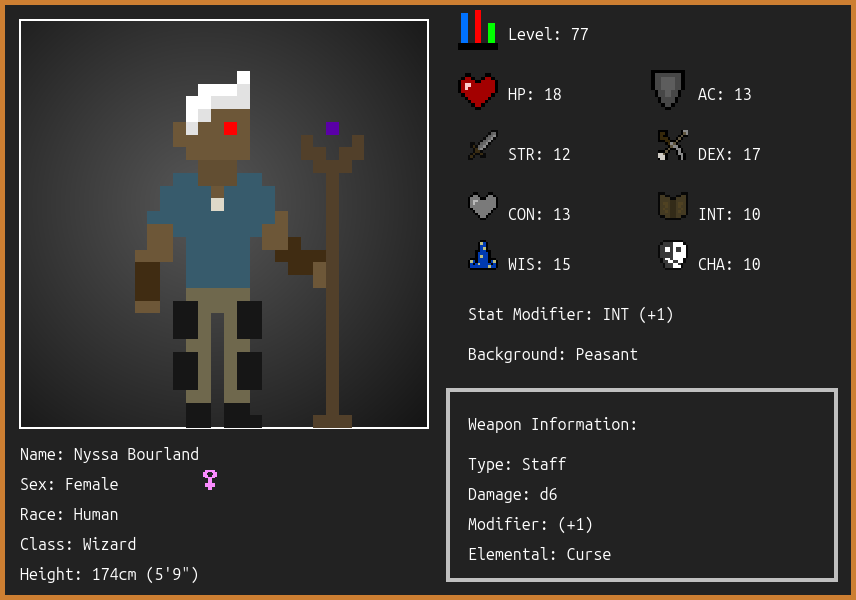 Level: 77
HP: 18
AC: 13
STR: 12
DEX: 17
CON: 13
INT: 10
WIS: 15
CHA: 10
Stat Modifier: INT (+1)
Background: Peasant
Weapon Information:
Type: Staff
Damage: d6
Modifier: (+1)
Elemental: Curse
Name: Nyssa Bourland
Sex: Female
Race: Human
Class: Wizard
Height: 174cm (5'9")